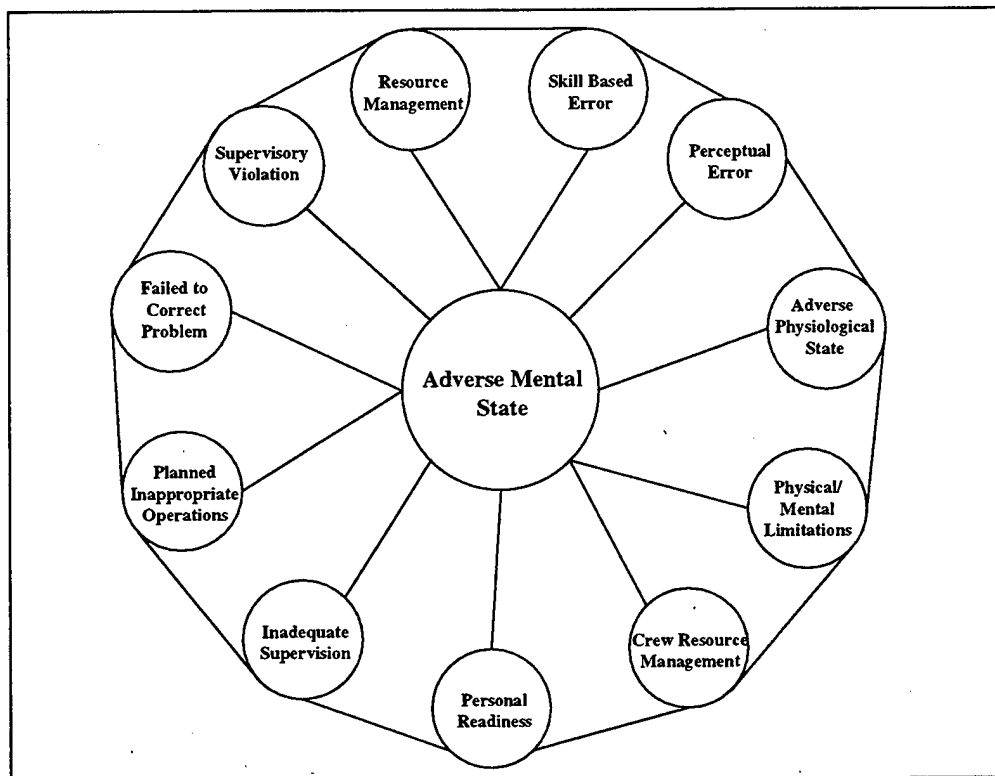 Resource
Management
Skill Based
Error
Supervisory
Violation
Perceptual
Error
Failed to
Correct
Problem
Adverse
Physiological
State
Adverse Mental
State
Planned
Inappropriate
Operations
Physical/
Mental
Limitations
Inadequate
Supervision
Crew Resource
Management
Personal
Readiness